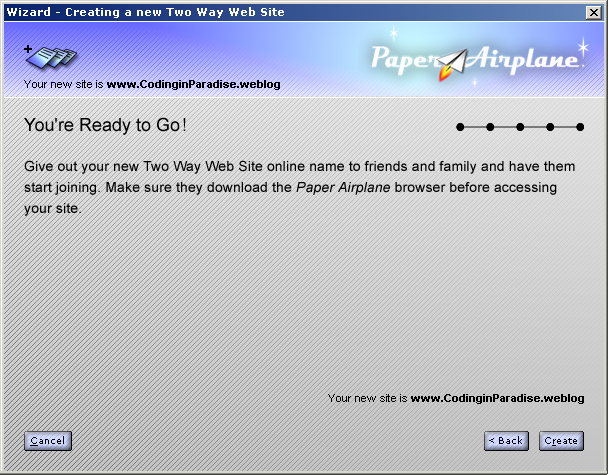 Wizard - Creating a new Two Way Web Site
Paper Airplane
Your new site is www.CodinginParadise.weblog
You're Ready to Go!
Give out your new Two Way Web Site online name to friends and family and have them
start joining. Make sure they download the Paper Airplane browser before accessing
your site.
Your new site is www.CodinginParadise.weblog
Cancel
< Back
Create